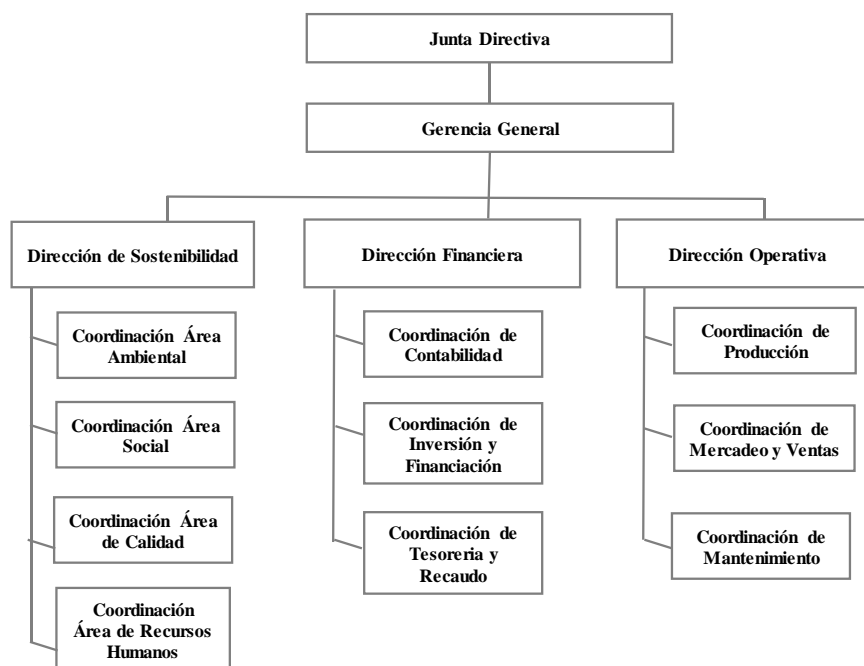 Junta Directiva
Gerencia General
Dirección de Sostenibilidad
Dirección Financiera
Dirección Operativa
Coordinación Área
Ambiental
Coordinación Área
Social
Coordinación Área
de Calidad
Coordinación
Área de Recursos
Humanos
Coordinación de
Contabilidad
Coordinación de
Inversión y
Financiación
Coordinación de
Tesoreria y
Recaudo
Coordinación de
Producción
Coordinación de
Mercadeo y Ventas
Coordinación de
Mantenimiento